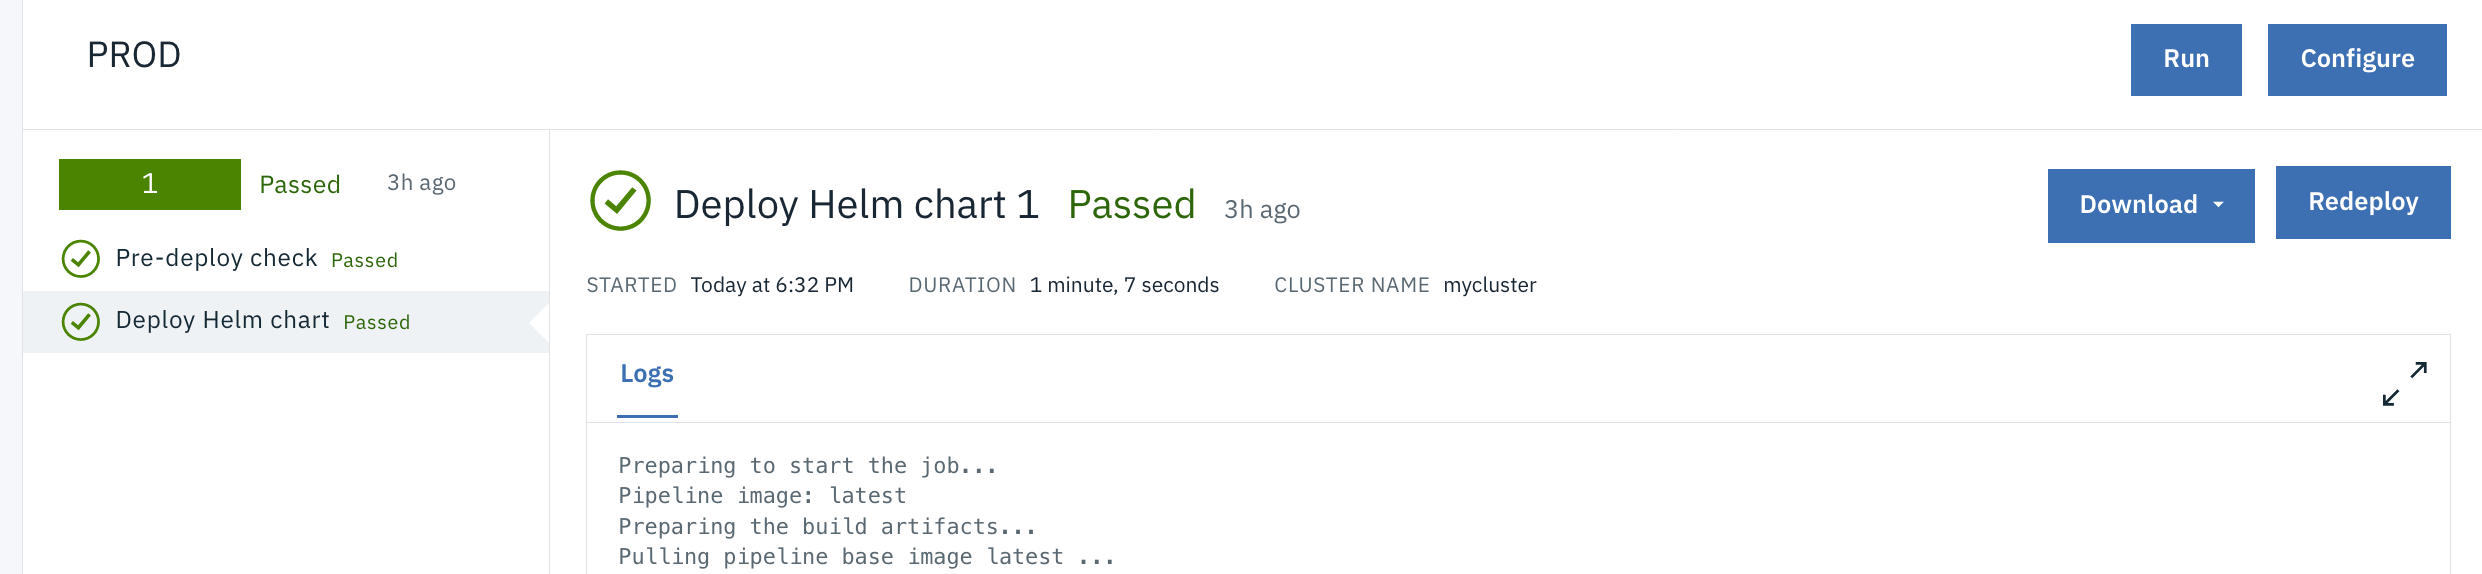 PROD
Run
Configure
1 Passed 3h ago
Pre-deploy check Passed
Deploy Helm chart Passed
Deploy Helm chart 1 Passed 3h ago
Download
Redeploy
STARTED Today at 6:32 PM DURATION 1 minute, 7 seconds CLUSTER NAME mycluster
Logs
Preparing to start the job...
Pipeline image: latest
Preparing the build artifacts...
Pulling pipeline base image latest ...